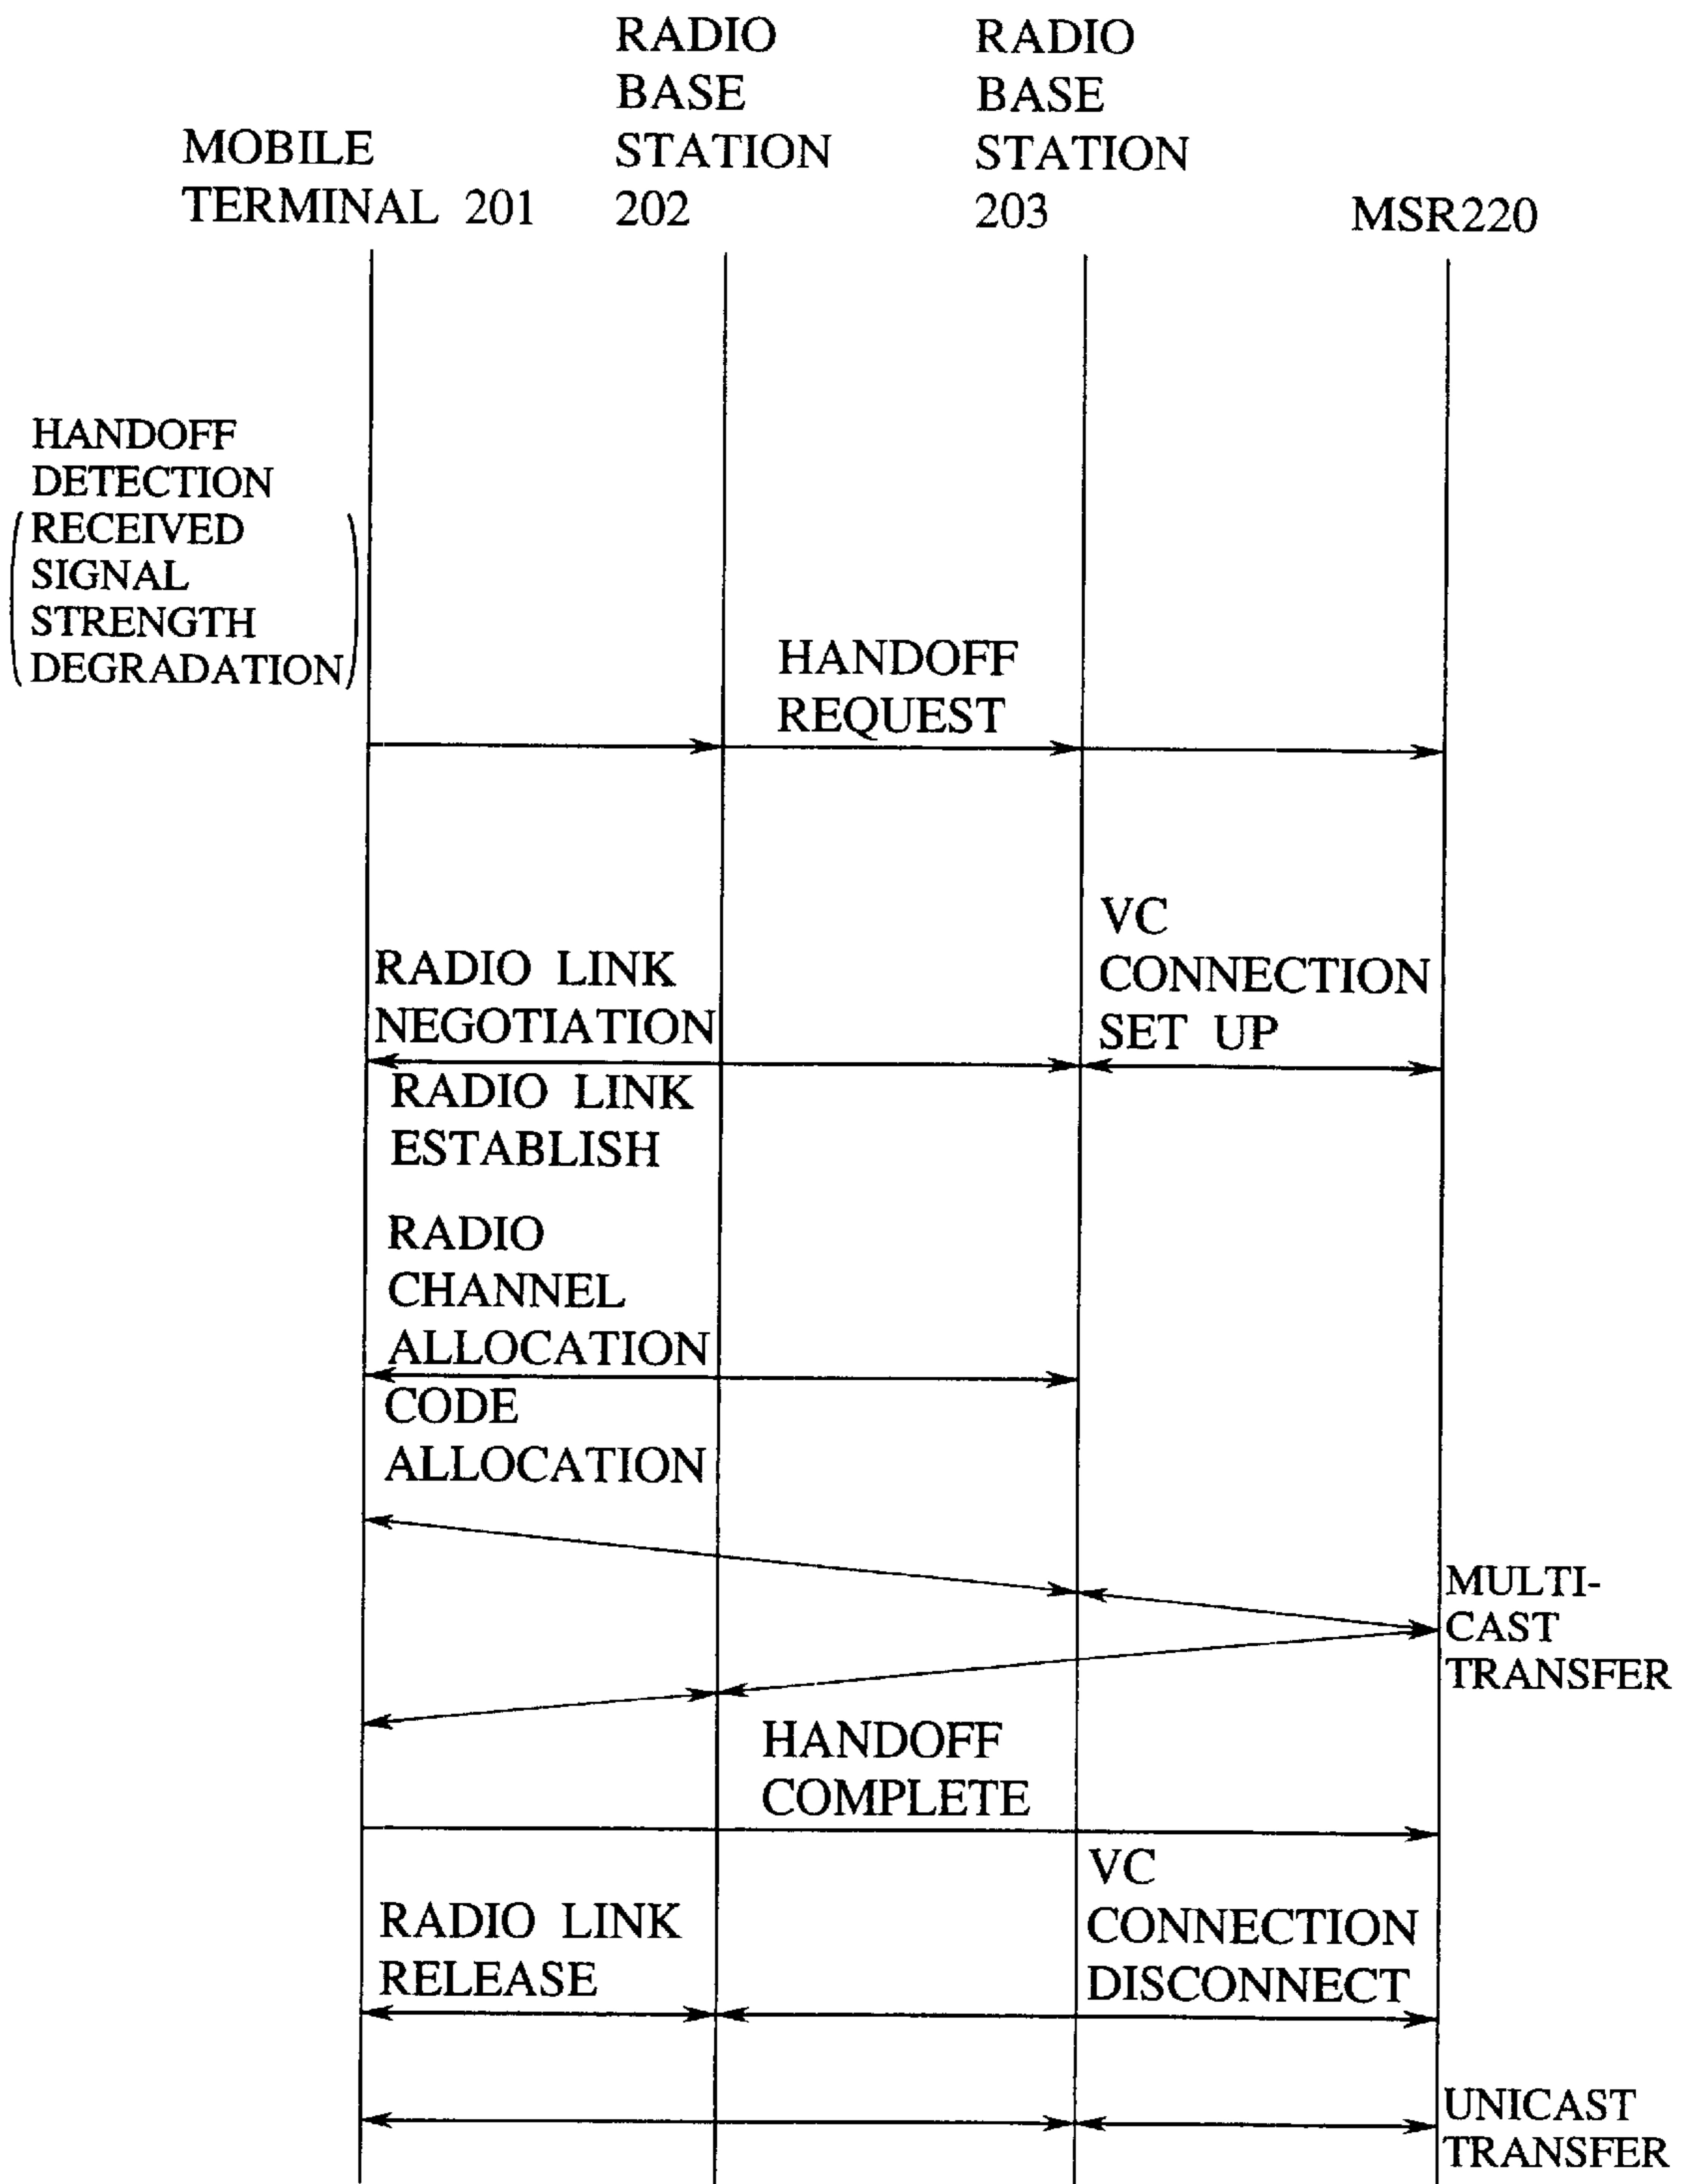 RADIO
BASE
STATION
202
RADIO
BASE
STATION
203
MOBILE
TERMINAL 201
MSR220
HANDOFF
DETECTION
RECEIVED
SIGNAL
STRENGTH
DEGRADATION
HANDOFF
REQUEST
VC
CONNECTION
SET UP
RADIO LINK
NEGOTIATION
RADIO LINK
ESTABLISH
RADIO
CHANNEL
ALLOCATION
CODE
ALLOCATION
MULTI-
CAST
TRANSFER
HANDOFF
COMPLETE
VC
CONNECTION
DISCONNECT
RADIO LINK
RELEASE
UNICAST
TRANSFER